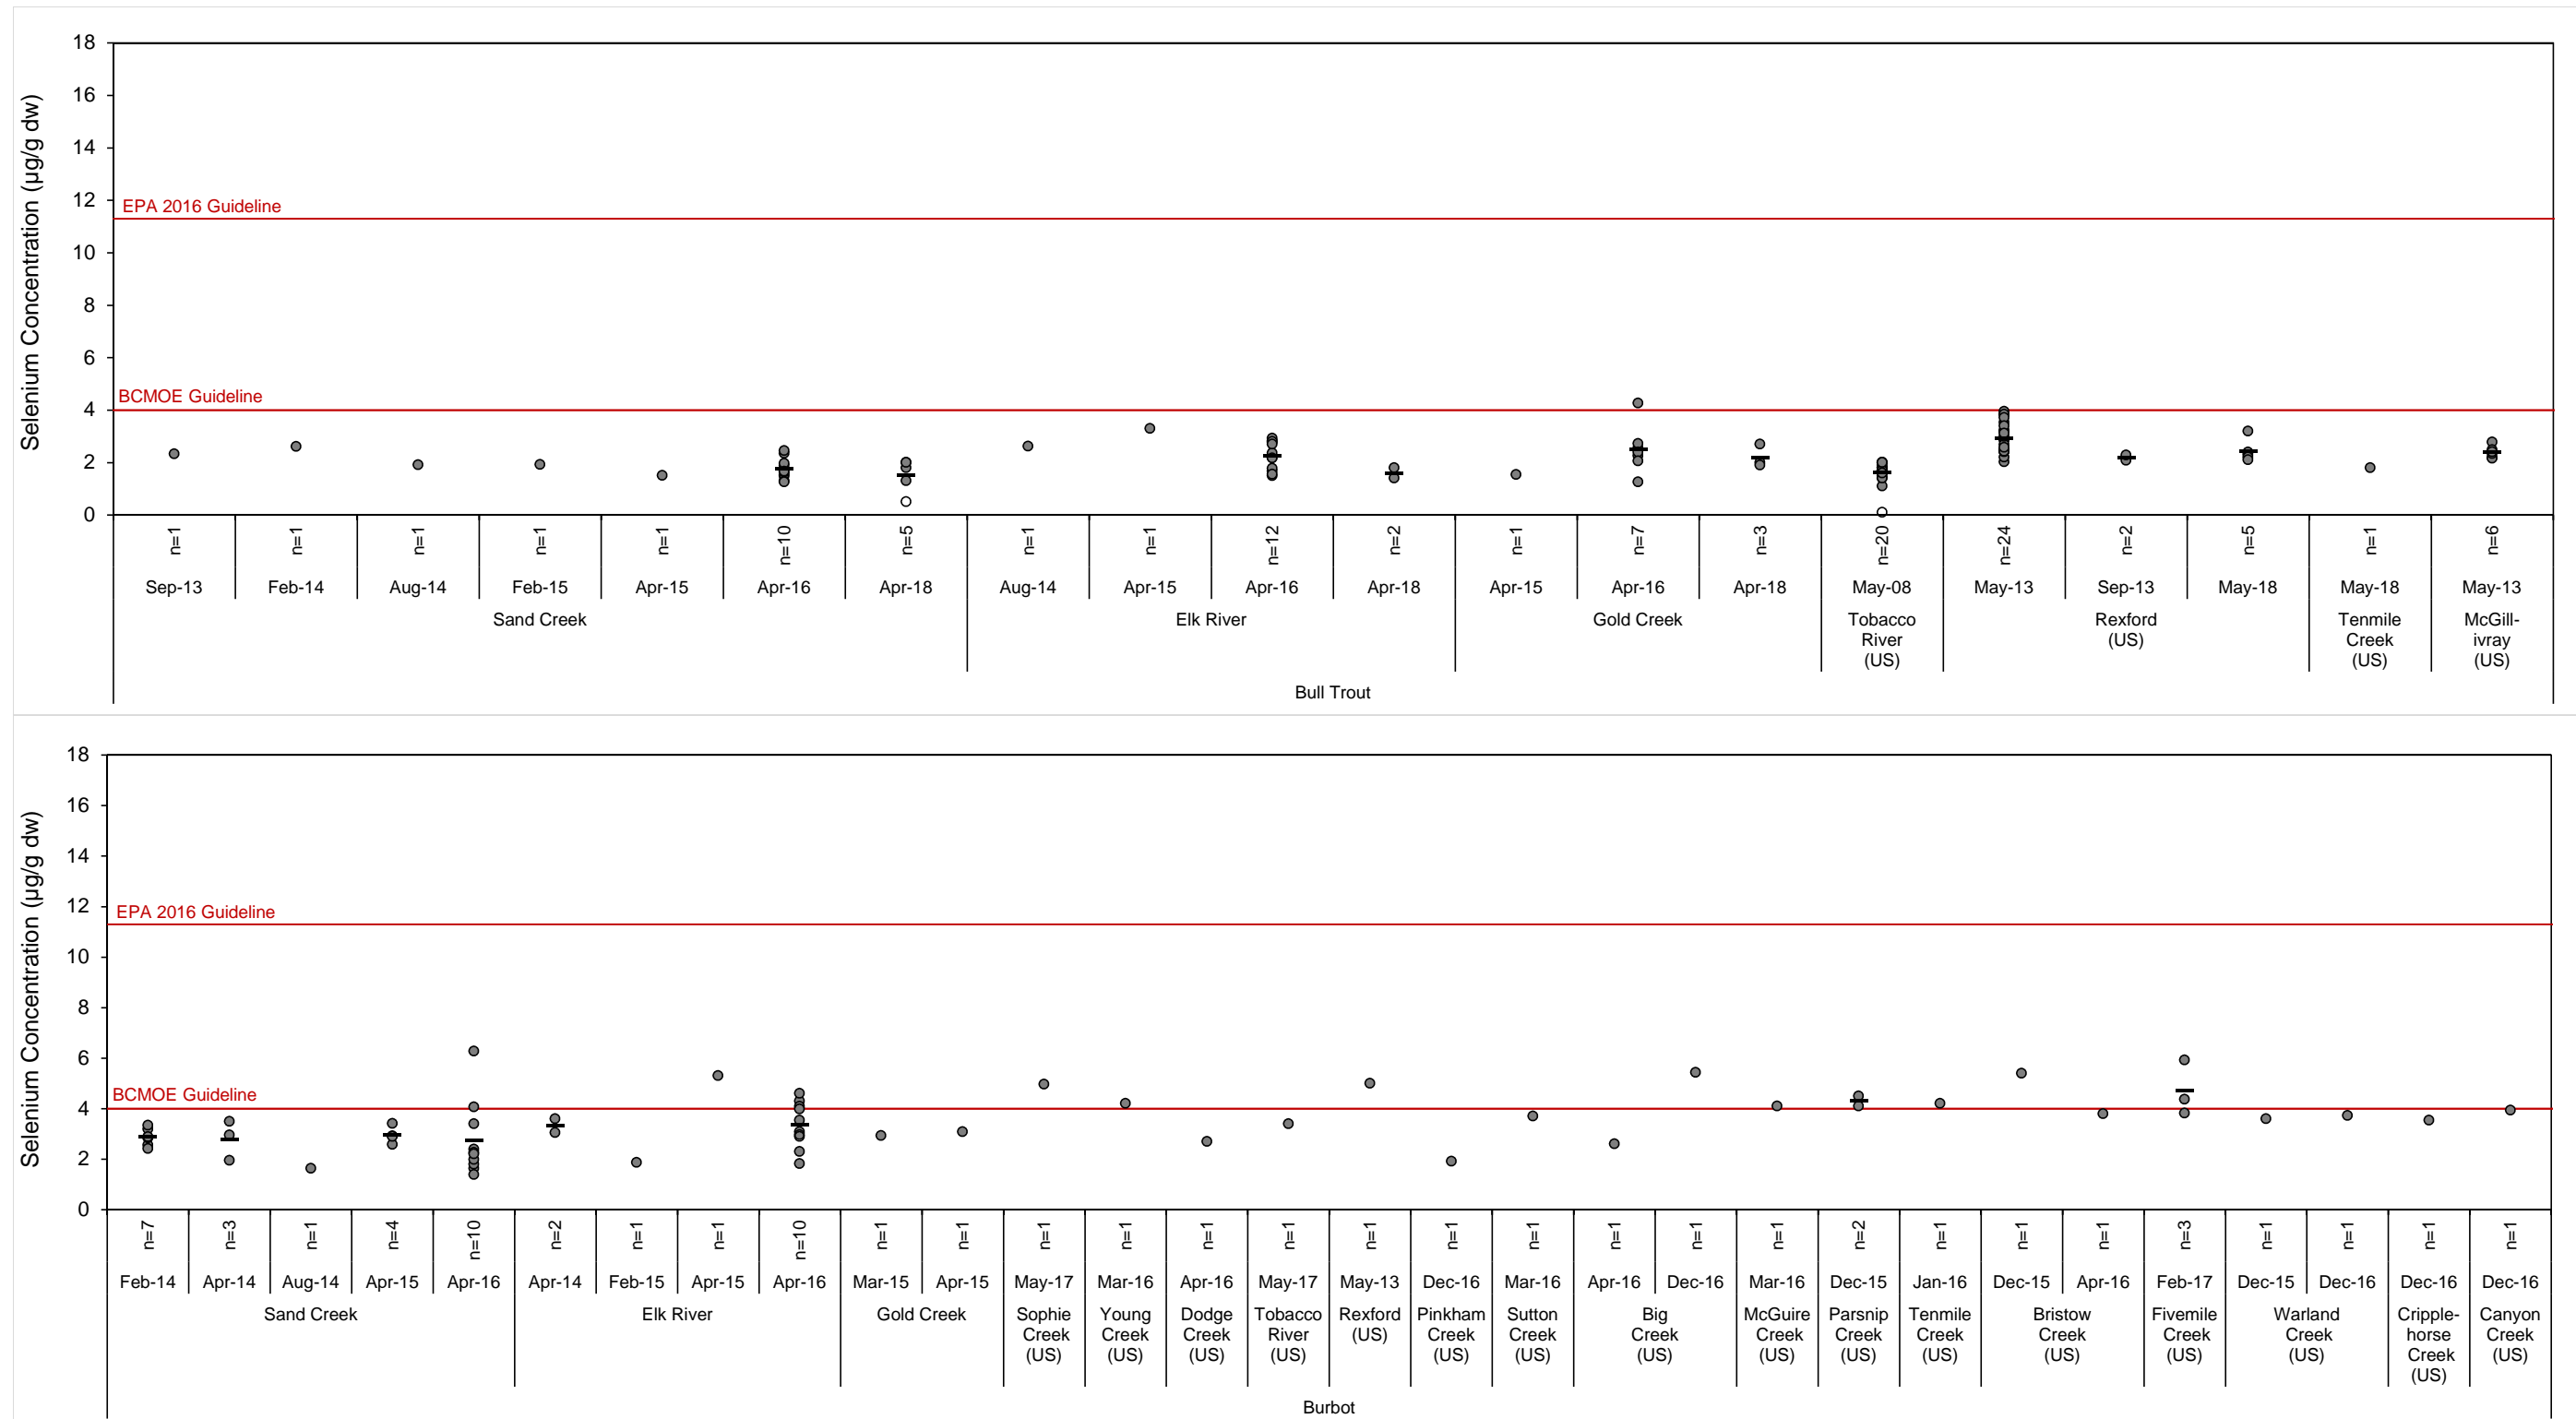 Selenium Concentration (µg/g dw)
18
16
14
12
10
8
6
4
2
0
EPA 2016 Guideline
BCMOE Guideline
n=1 n=1 n=1 n=1 n=1 n=10 n=5 n=1 n=1 n=12 n=2 n=1 n=7 n=3 n=20 n=24 n=2 n=5 n=1 n=6
Sep-13 Feb-14 Aug-14 Feb-15 Apr-15 Apr-16 Apr-18 Aug-14 Apr-15 Apr-16 Apr-18 Apr-15 Apr-16 Apr-18 May-08 May-13 Sep-13 May-18 May-18 May-13
Sand Creek Elk River Gold Creek Tobacco Rexford Tenmile McGill-
River (US) Creek ivray
(US) (US) (US)
Bull Trout
Selenium Concentration (µg/g dw)
18
16
14
12
10
8
6
4
2
0
EPA 2016 Guideline
BCMOE Guideline
n=7 n=3 n=1 n=4 n=10 n=2 n=1 n=1 n=10 n=1 n=1 n=1 n=1 n=1 n=1 n=1 n=1 n=1 n=1 n=1 n=1 n=2 n=1 n=1 n=1 n=3 n=1 n=1 n=1 n=1
Feb-14 Apr-14 Aug-14 Apr-15 Apr-16 Apr-14 Feb-15 Apr-15 Apr-16 Mar-15 Apr-15 May-17 Mar-16 Apr-16 May-17 May-13 Dec-16 Mar-16 Apr-16 Dec-16 Mar-16 Dec-15 Jan-16 Dec-15 Apr-16 Feb-17 Dec-15 Dec-16 Dec-16 Dec-16
Sand Creek Elk River Gold Creek Sophie Young Dodge Tobacco Rexford Pinkham Sutton Big McGuire Parsnip Tenmile Bristow Fivemile Warland Cripple- Canyon
Creek Creek Creek River (US) Creek Creek Creek Creek Creek Creek Creek Creek Creek horse Creek
(US) (US) (US) (US) (US) (US) (US) (US) (US) (US) (US) (US) (US) Creek (US)
(US)
Burbot